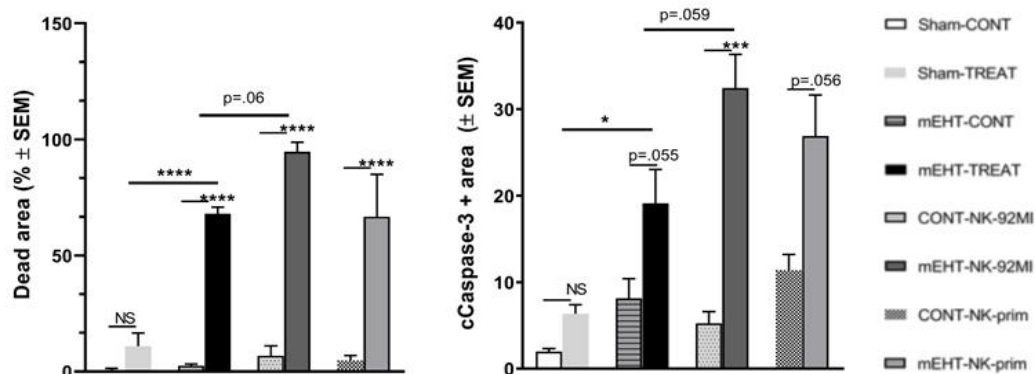 150
100
50
0
Dead area (% ± SEM)
p=.06
****
****
****
****
NS
40
30
20
10
0
cCaspase-3 + area (± SEM)
p=.059
***
p=.056
*
p=.055
NS
Sham-CONT
Sham-TREAT
mEHT-CONT
mEHT-TREAT
CONT-NK-92MI
mEHT-NK-92MI
CONT-NK-prim
mEHT-NK-prim